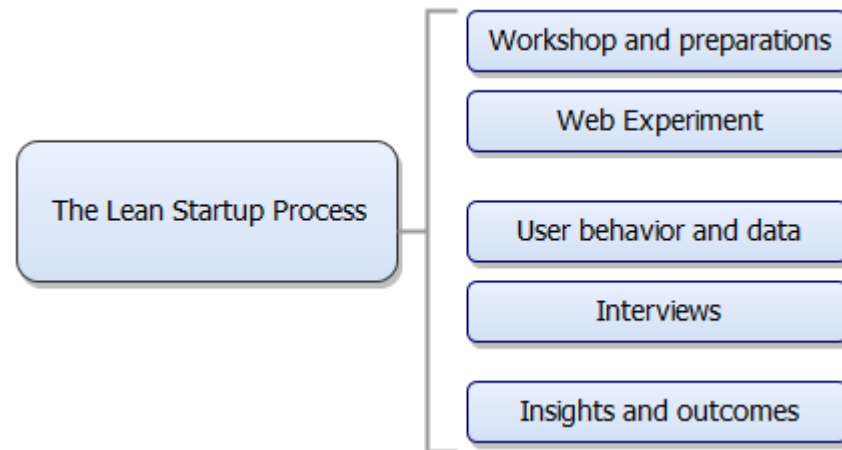 Workshop and preparations
Web Experiment
The Lean Startup Process
User behavior and data
Interviews
Insights and outcomes